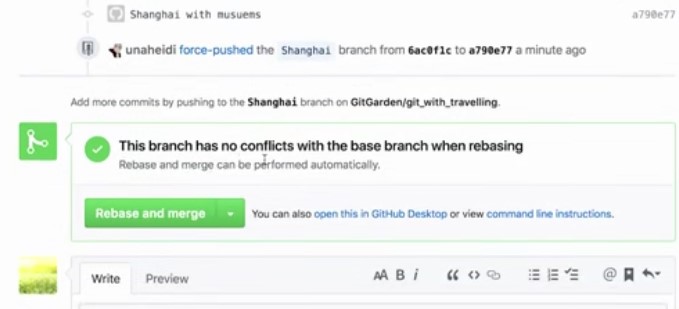 Shanghai with musuems a790e77
unaheidi force-pushed the Shanghai branch from 6ac0f1c to a790e77 a minute ago
Add more commits by pushing to the Shanghai branch on GitGarden/git_with_travelling.
This branch has no conflicts with the base branch when rebasing
Rebase and merge can be performed automatically.
Rebase and merge You can also open this in GitHub Desktop or view command line instructions.
Write Preview AA B i